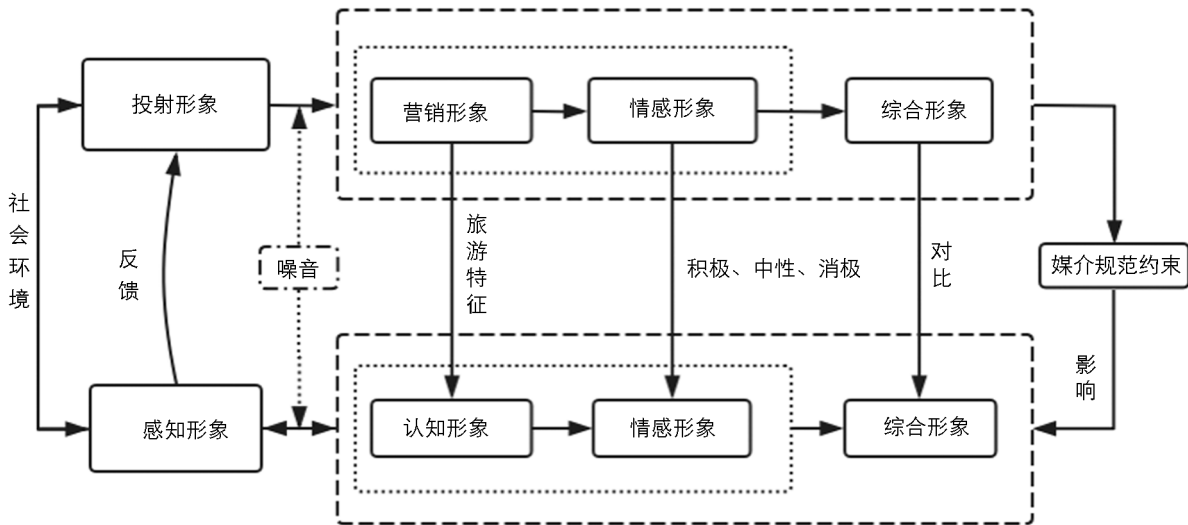 投射形象
营销形象
情感形象
综合形象
社会环境
反馈
噪音
旅游特征
积极、中性、消极
对比
媒介规范约束
影响
感知形象
认知形象
情感形象
综合形象